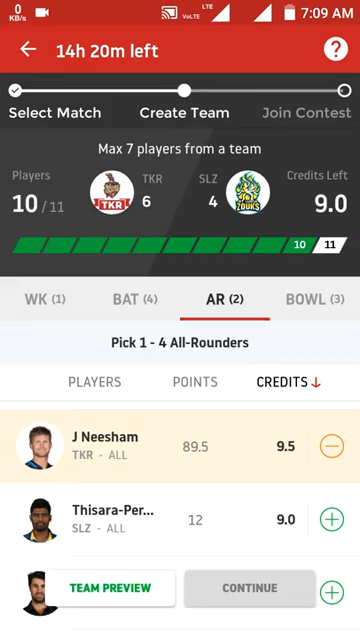 0
KB/s
VoLTE
LTE
7:09 AM
14h 20m left
?
Select Match
Create Team
Join Contest
Max 7 players from a team
Players
10 / 11
TKR
TKR
6
SLZ
4
ZOUKS
Credits Left
9.0
10
11
WK (1)
BAT (4)
AR (2)
BOWL (3)
Pick 1 - 4 All-Rounders
PLAYERS
POINTS
CREDITS
J Neesham
TKR - ALL
89.5
9.5
Thisara-Per...
SLZ - ALL
12
9.0
TEAM PREVIEW
CONTINUE